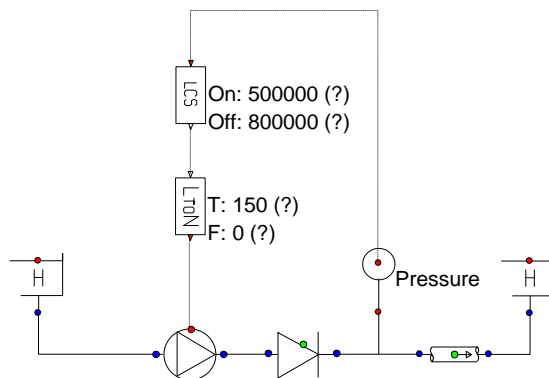 LCS
On: 500000 (?)
Off: 800000 (?)
LToN
T: 150 (?)
F: 0 (?)
H
Pressure
H